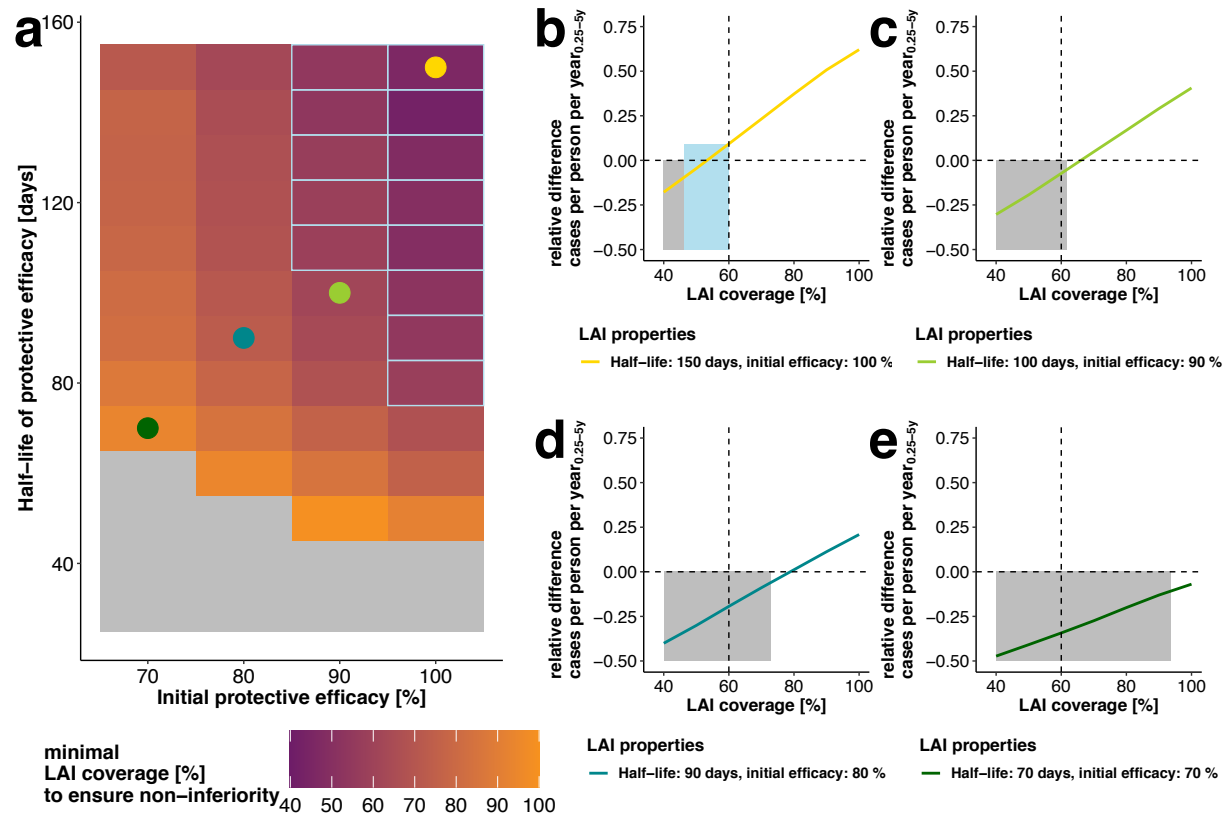 a
160
120
80
40
Half−life of protective efficacy [days]
70 80 90 100
Initial protective efficacy [%]
minimal
LAI coverage [%]
to ensure non−inferiority
40 50 60 70 80 90 100
b
relative difference
cases per person per year0.25−5y
0.75
0.50
0.25
0.00
−0.25
−0.50
40 60 80 100
LAI coverage [%]
LAI properties
Half−life: 150 days, initial efficacy: 100 %
c
relative difference
cases per person per year0.25−5y
0.75
0.50
0.25
0.00
−0.25
−0.50
40 60 80 100
LAI coverage [%]
LAI properties
Half−life: 100 days, initial efficacy: 90 %
d
relative difference
cases per person per year0.25−5y
0.75
0.50
0.25
0.00
−0.25
−0.50
40 60 80 100
LAI coverage [%]
LAI properties
Half−life: 90 days, initial efficacy: 80 %
e
relative difference
cases per person per year0.25−5y
0.75
0.50
0.25
0.00
−0.25
−0.50
40 60 80 100
LAI coverage [%]
LAI properties
Half−life: 70 days, initial efficacy: 70 %